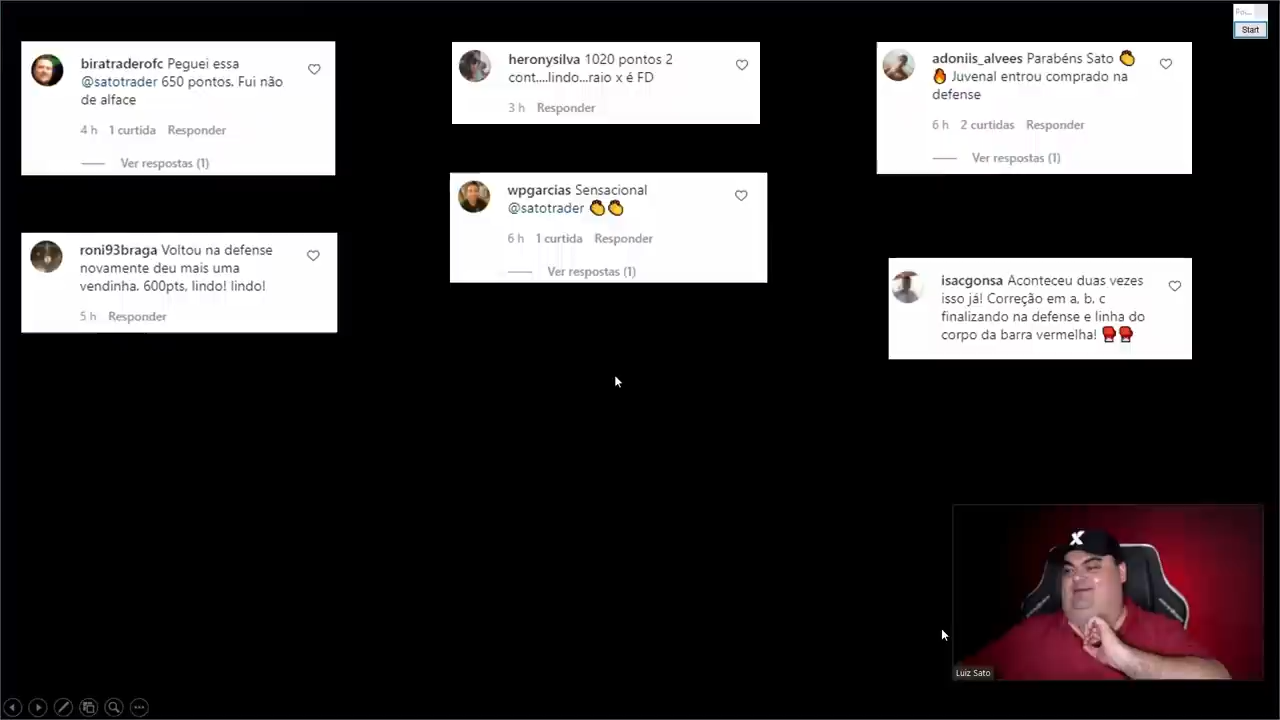 biratraderofc Peguei essa
@satotrader 650 pontos. Fui não
de alface
4 h 1 curtida Responder
Ver respostas (1)
roni93braga Voltou na defense
novamente deu mais uma
vendinha. 600pts, lindo! lindo!
5 h Responder
heronysilva 1020 pontos 2
cont....lindo...raio x é FD
3 h Responder
wpgarcias Sensacional
@satotrader 👏👏
6 h 1 curtida Responder
Ver respostas (1)
adoniis_alvees Parabéns Sato 👏
🔥 Juvenal entrou comprado na
defense
6 h 2 curtidas Responder
Ver respostas (1)
isacgonsa Aconteceu duas vezes
isso já! Correção em a, b, c
finalizando na defense e linha do
corpo da barra vermelha! 🥊🥊
Start
X
Luiz Sato